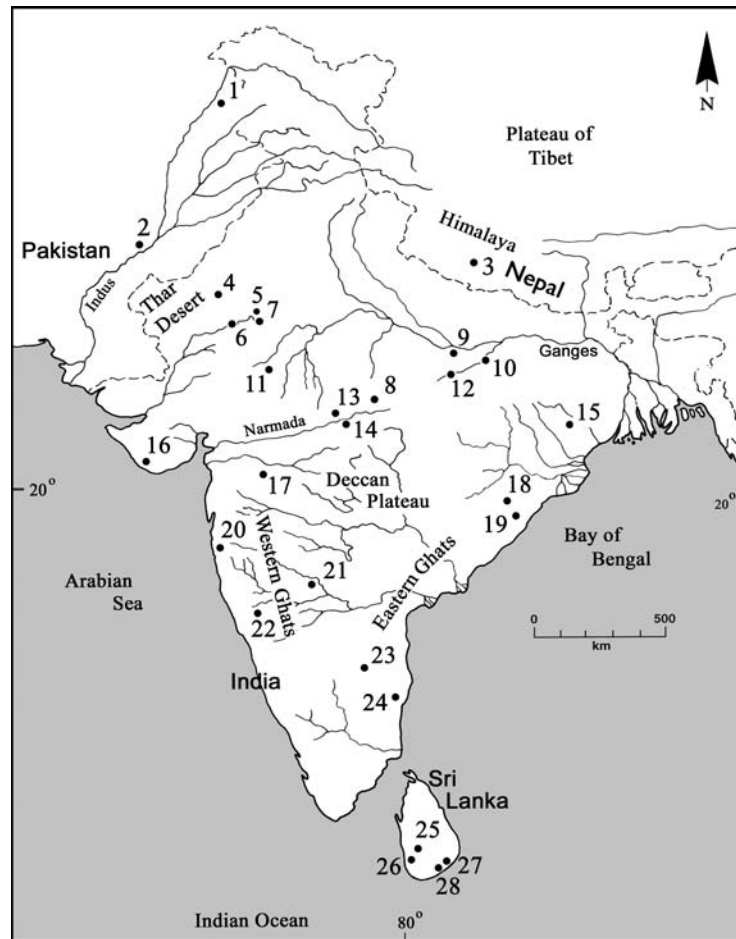 1
N
Plateau of
Tibet
2
Pakistan
Himalaya
3
Nepal
Indus
Thar
Desert
4
5
7
6
9
Ganges
10
11
12
13
8
Narmada
14
15
16
17
Deccan
Plateau
18
20°
20°
19
20
Western Ghats
Eastern Ghats
Bay of
Bengal
Arabian
Sea
21
22
0
500
km
23
India
24
Sri
Lanka
25
26
27
28
Indian Ocean
80°